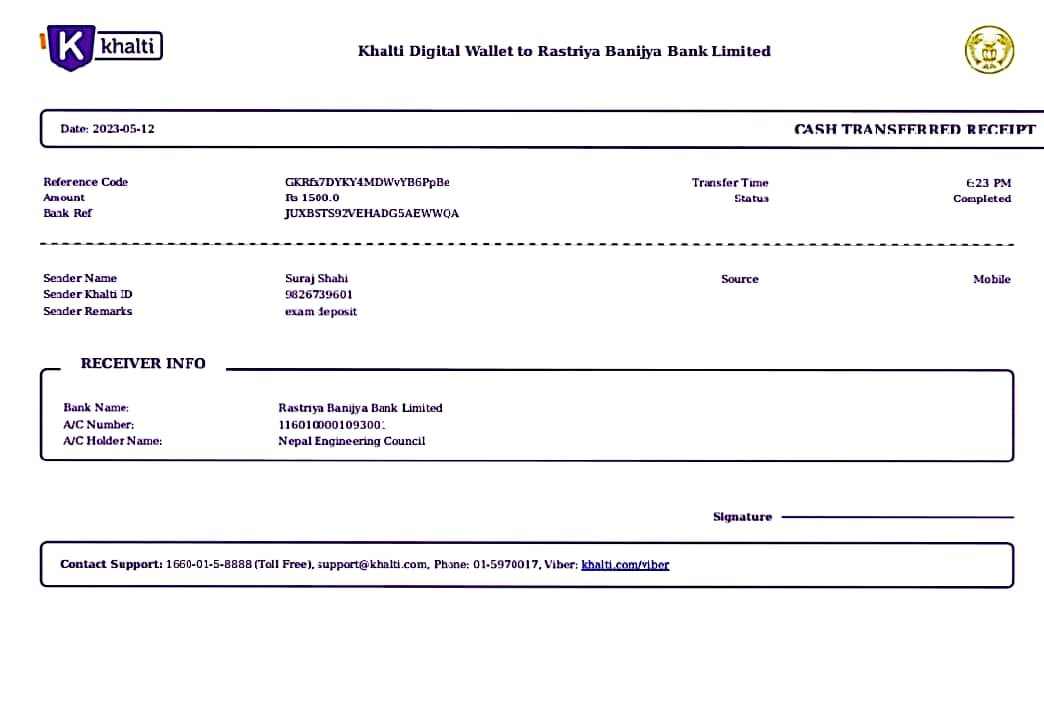 khalti
Khalti Digital Wallet to Rastriya Banijya Bank Limited
Date: 2023-05-12 CASH TRANSFERRED RECEIPT
Reference Code Transfer Time 6:23 PM
Amount Rs 1500.0 Status Completed
Bank Ref JUXBSTS92VEHADG5AEWWQA
Sender Name Suraj Shahi Source Mobile
Sender Khalti ID 9826739601
Sender Remarks exam deposit
RECEIVER INFO
Bank Name: Rastriya Banijya Bank Limited
A/C Number:
A/C Holder Name: Nepal Engineering Council
Signature
Contact Support: 1660-01-5-8888 (Toll Free), support@khalti.com, Phone: 01-5970017, Viber: khalti.com/viber